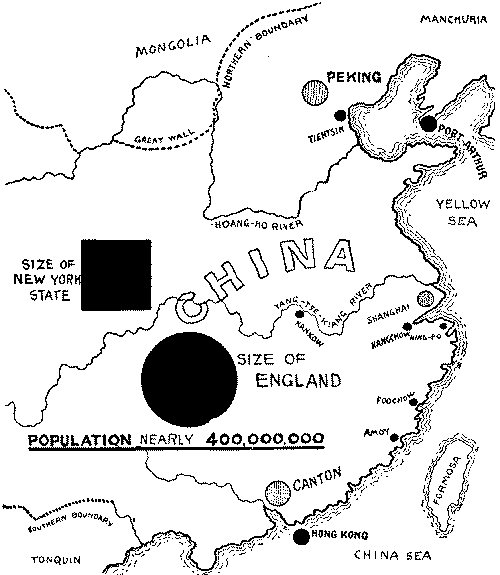 MANCHURIA
MONGOLIA
NORTHERN BOUNDARY
PEKING
TIENTSIN
PORT ARTHUR
GREAT WALL
YELLOW
SEA
HOANG-HO RIVER
CHINA
SIZE OF
NEW YORK
STATE
YANG-TSE-KIANG RIVER
HANKOW
SHANGHAI
HANGCHOW
NING-PO
SIZE OF
ENGLAND
FOOCHOW
AMOY
POPULATION NEARLY 400,000,000
FORMOSA
CANTON
SOUTHERN BOUNDARY
HONG KONG
TONQUIN
CHINA SEA